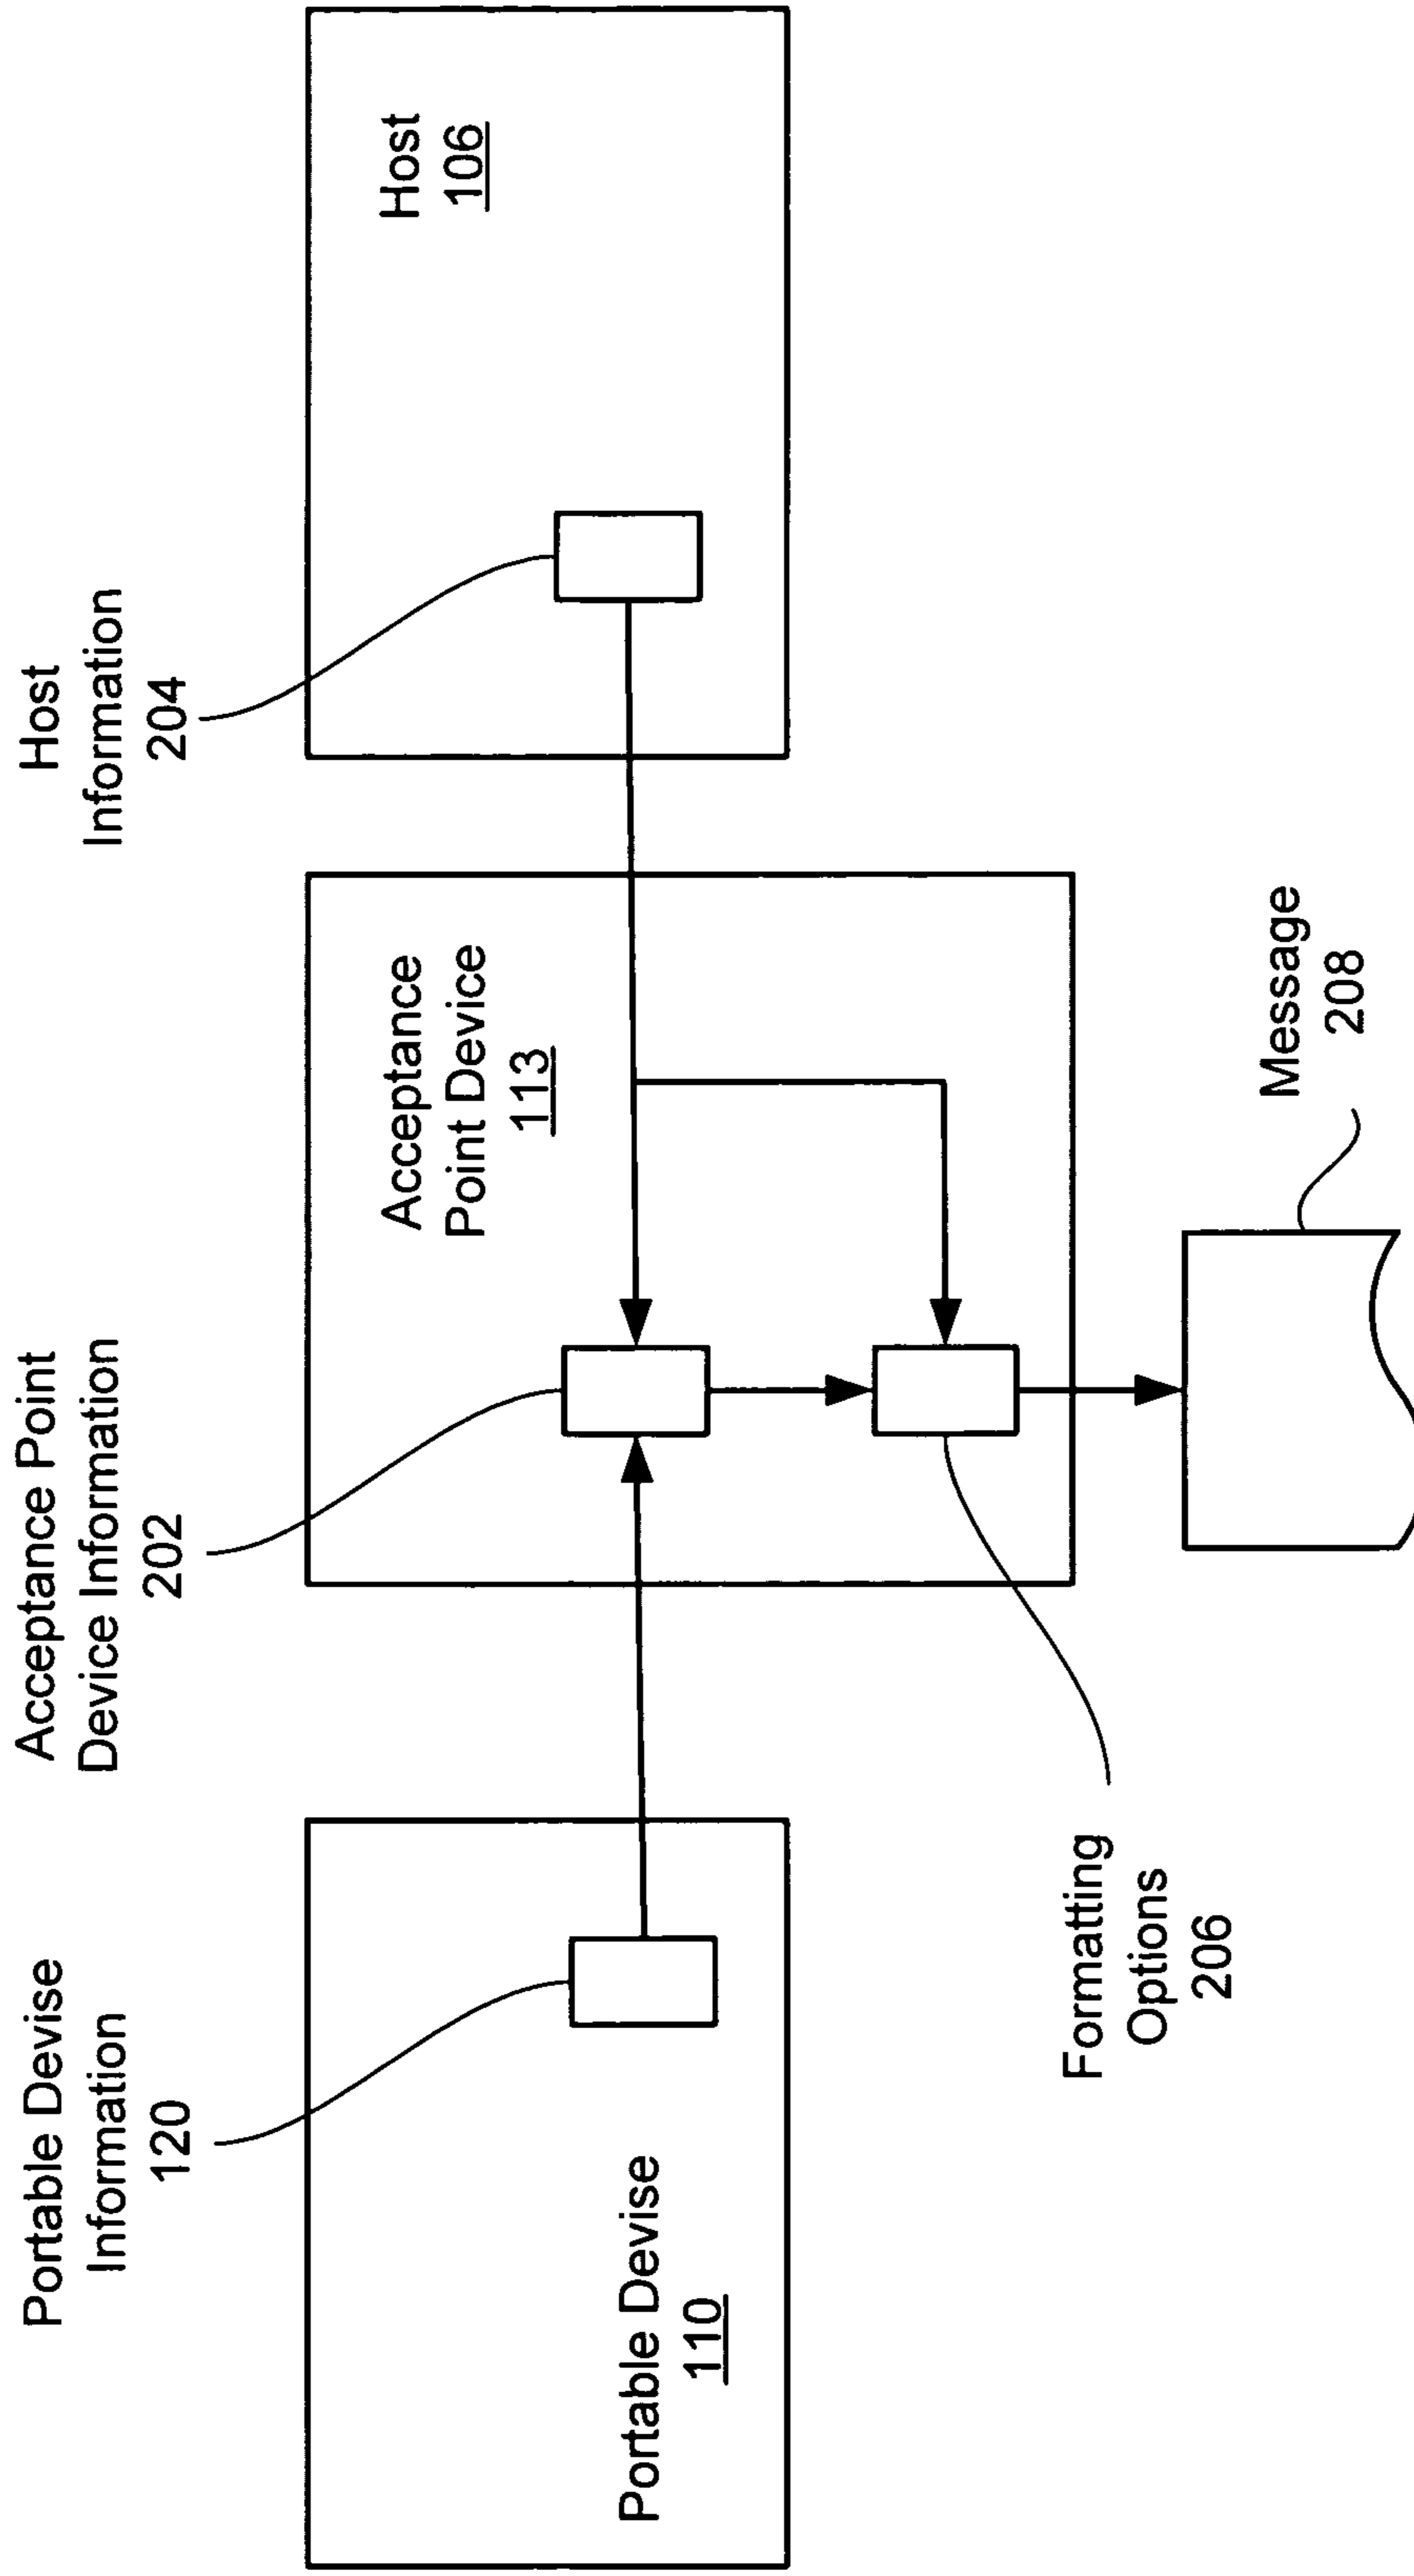 Portable Devise
Information
120
Acceptance Point
Device Information
202
Host
Information
204
Portable Devise
110
Acceptance
Point Device
113
Host
106
Formatting
Options
206
Message
208